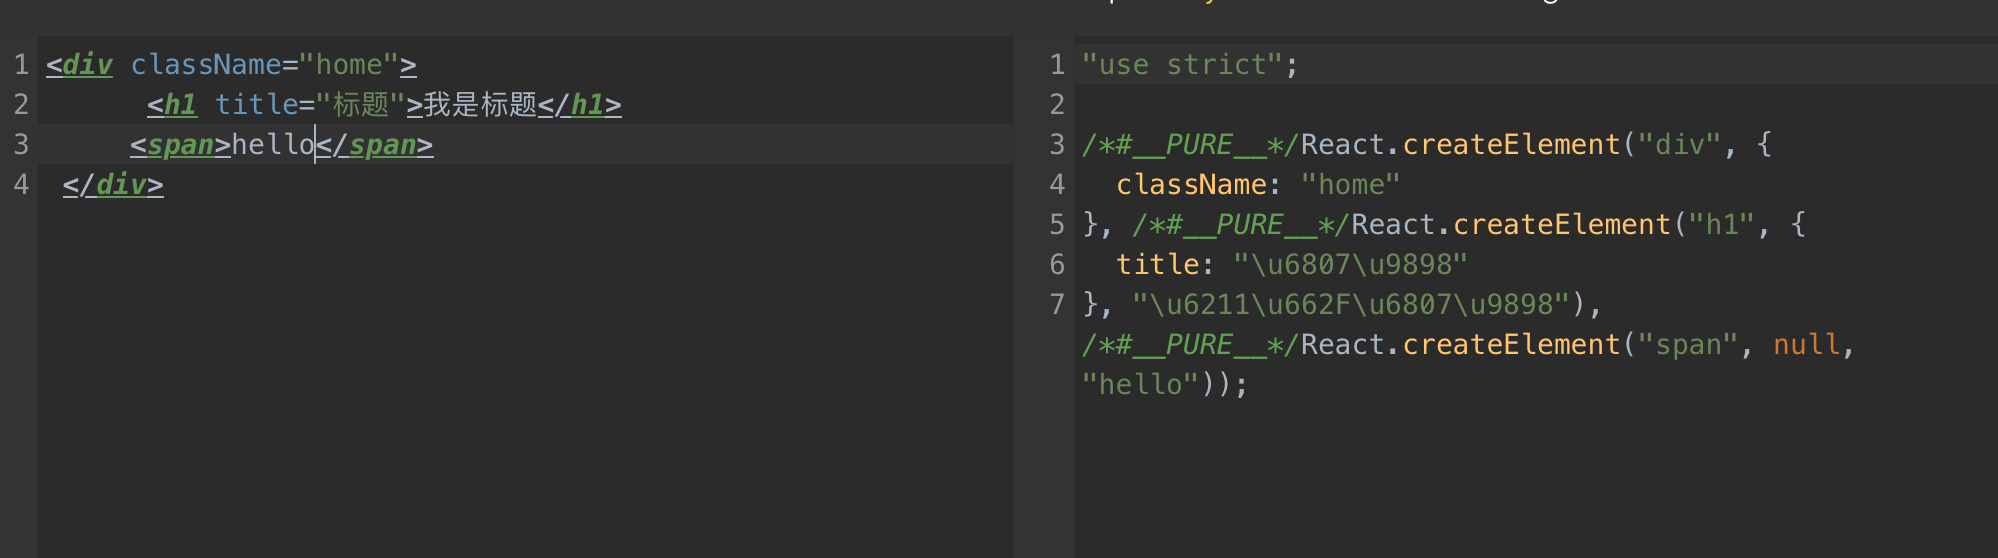 1 <div className="home">
2 <h1 title="标题">我是标题</h1>
3 <span>hello</span>
4 </div>
1 "use strict";
2
3 /*#__PURE__*/React.createElement("div", {
4 className: "home"
5 }, /*#__PURE__*/React.createElement("h1", {
6 title: "\u6807\u9898"
7 }, "\u6211\u662F\u6807\u9898"),
/*#__PURE__*/React.createElement("span", null,
"hello"));